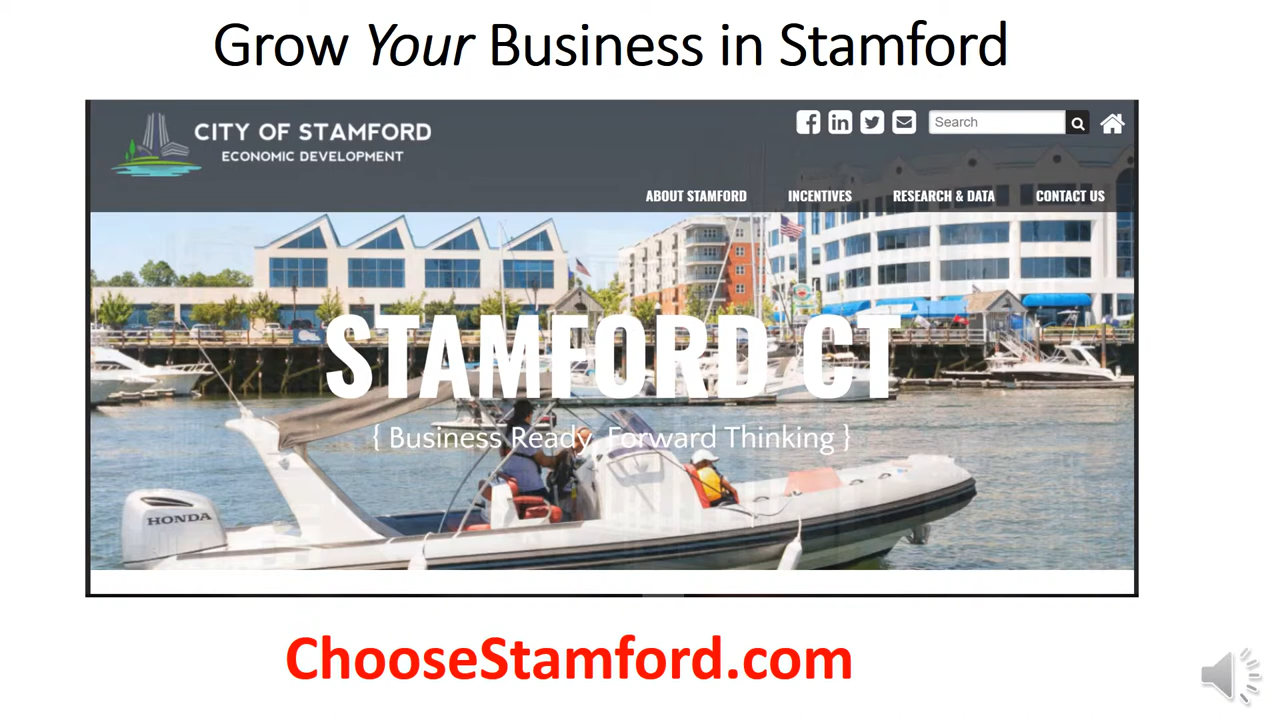 Grow Your Business in Stamford
CITY OF STAMFORD
ECONOMIC DEVELOPMENT
Search
ABOUT STAMFORD INCENTIVES RESEARCH & DATA CONTACT US
STAMFORD CT
{ Business Ready, Forward Thinking }
HONDA
ChooseStamford.com